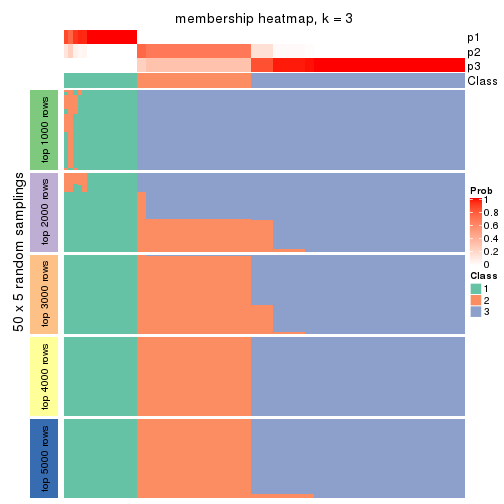 membership heatmap, k = 3
p1
p2
p3
Class
50 x 5 random samplings
top 1000 rows
top 2000 rows
top 3000 rows
top 4000 rows
top 5000 rows
Prob
1
0.8
0.6
0.4
0.2
0
Class
1
2
3